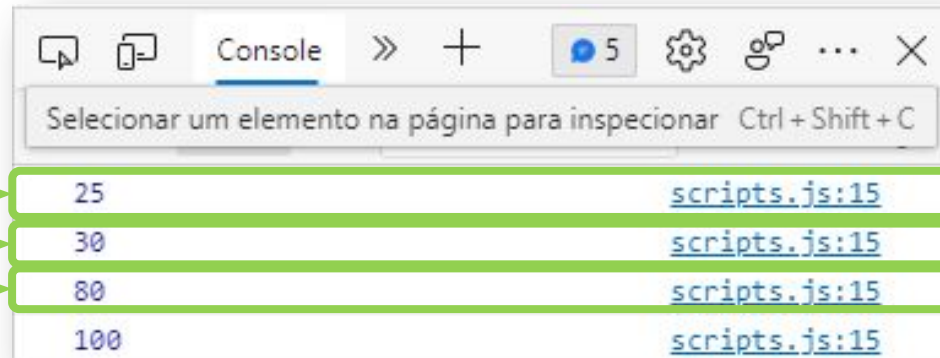 Console 5
Selecionar um elemento na página para inspecionar Ctrl + Shift + C
25 scripts.js:15
30 scripts.js:15
80 scripts.js:15
100 scripts.js:15